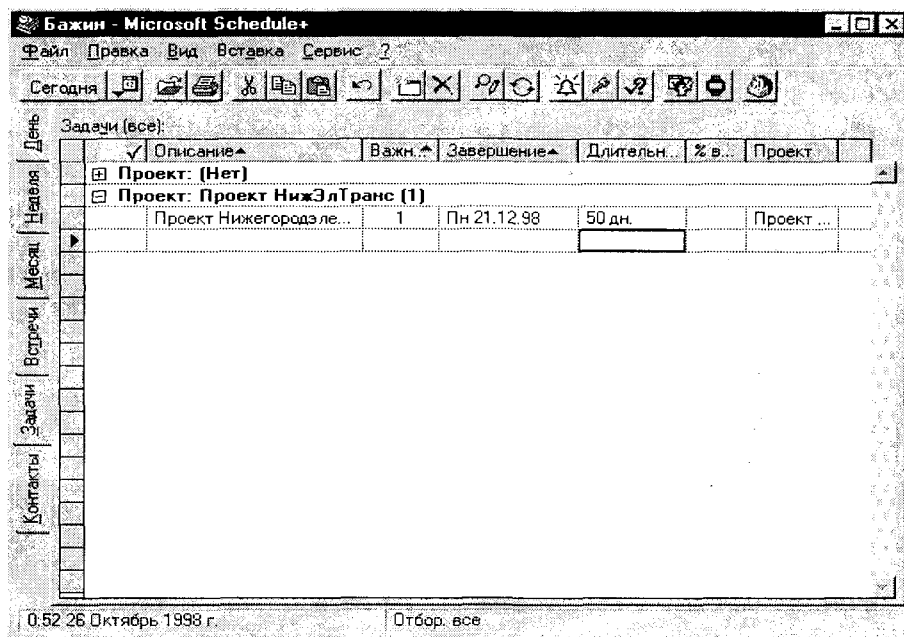 Бажин - Microsoft Schedule+
Файл Правка Вид Вставка Сервис ?
Сегодня
День
Неделя
Месяц
Встречи
Задачи
Контакты
Задачи (все):
Описание Важн. Завершение Длительн... % в... Проект
Проект: (Нет)
Проект: Проект НижЭлТранс (1)
Проект Нижегородэле... 1 Пн 21.12.98 50 дн. Проект ...
0:52 26 Октябрь 1998 г. Отбор: все